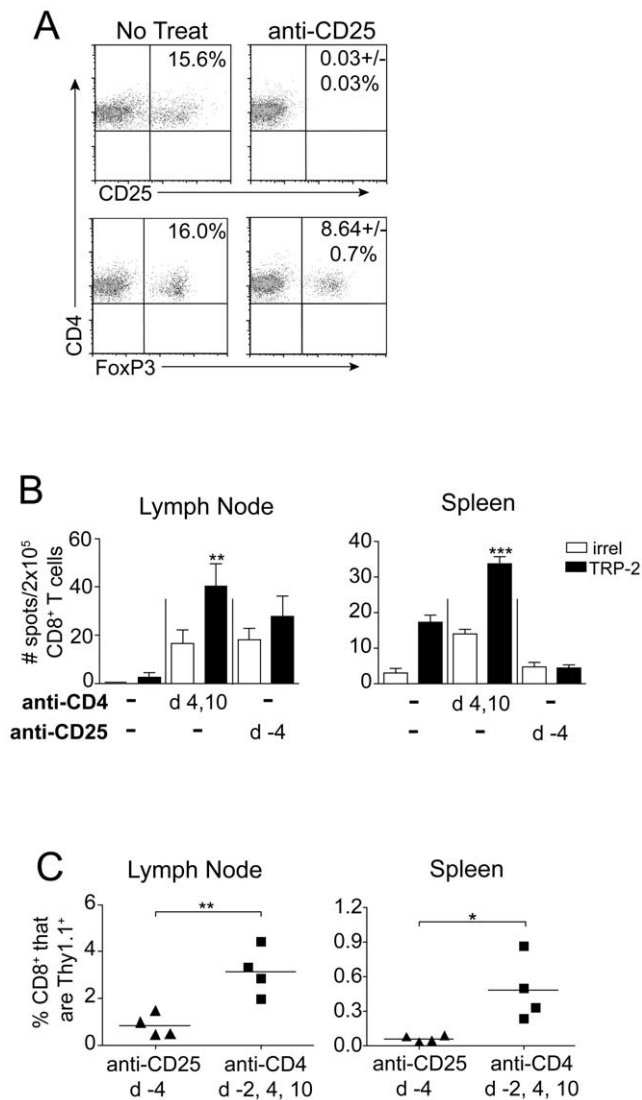 A
No Treat anti-CD25
15.6% 0.03+/-
0.03%
CD25
16.0% 8.64+/-
0.7%
CD4
FoxP3
B
Lymph Node Spleen
# spots/2x10⁵
CD8⁺ T cells
60
40
20
0
**
40
30
20
10
0
***
irrel
TRP-2
anti-CD4 - d 4,10 - - d 4,10 -
anti-CD25 - - d -4 - - d -4
C
Lymph Node Spleen
% CD8⁺ that
are Thy1.1⁺
6
4
2
0
**
1.2
0.9
0.6
0.3
0.0
*
anti-CD25 anti-CD4 anti-CD25 anti-CD4
d -4 d -2, 4, 10 d -4 d -2, 4, 10